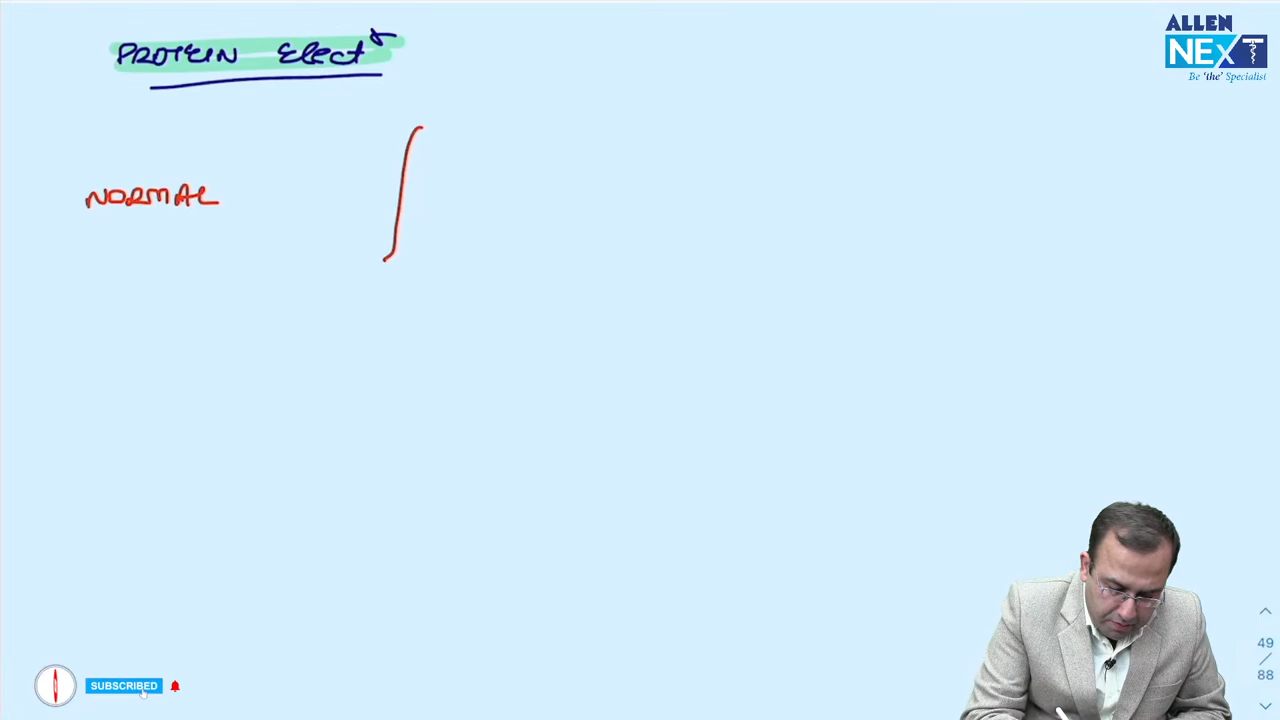 PROTEIN Elect
NORMAL
ALLEN
NEXT
Be 'the' Specialist
SUBSCRIBED
49
/
88